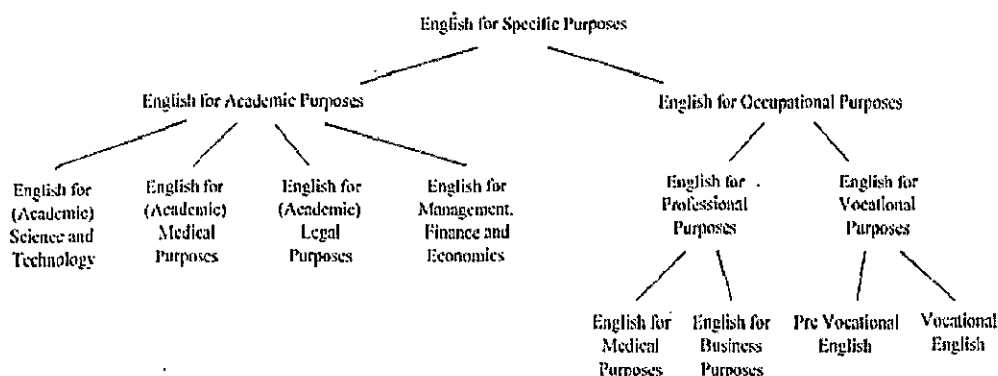 English for Specific Purposes
English for Academic Purposes
English for Occupational Purposes
English for
(Academic)
Science and
Technology
English for
(Academic)
Medical
Purposes
English for
(Academic)
Legal
Purposes
English for
Management.
Finance and
Economics
English for
Professional
Purposes
English for
Vocational
Purposes
English for
Medical
Purposes
English for
Business
Purposes
Pre Vocational
English
Vocational
English